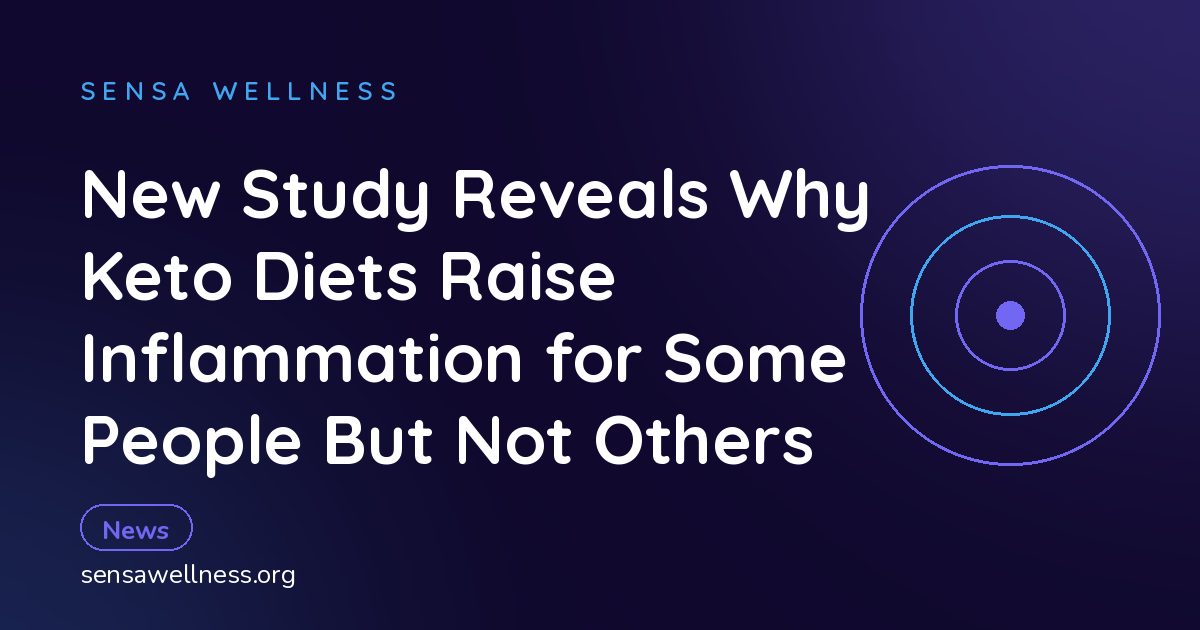 SENSA WELLNESS
New Study Reveals Why
Keto Diets Raise
Inflammation for Some
People But Not Others
News
sensawellness.org